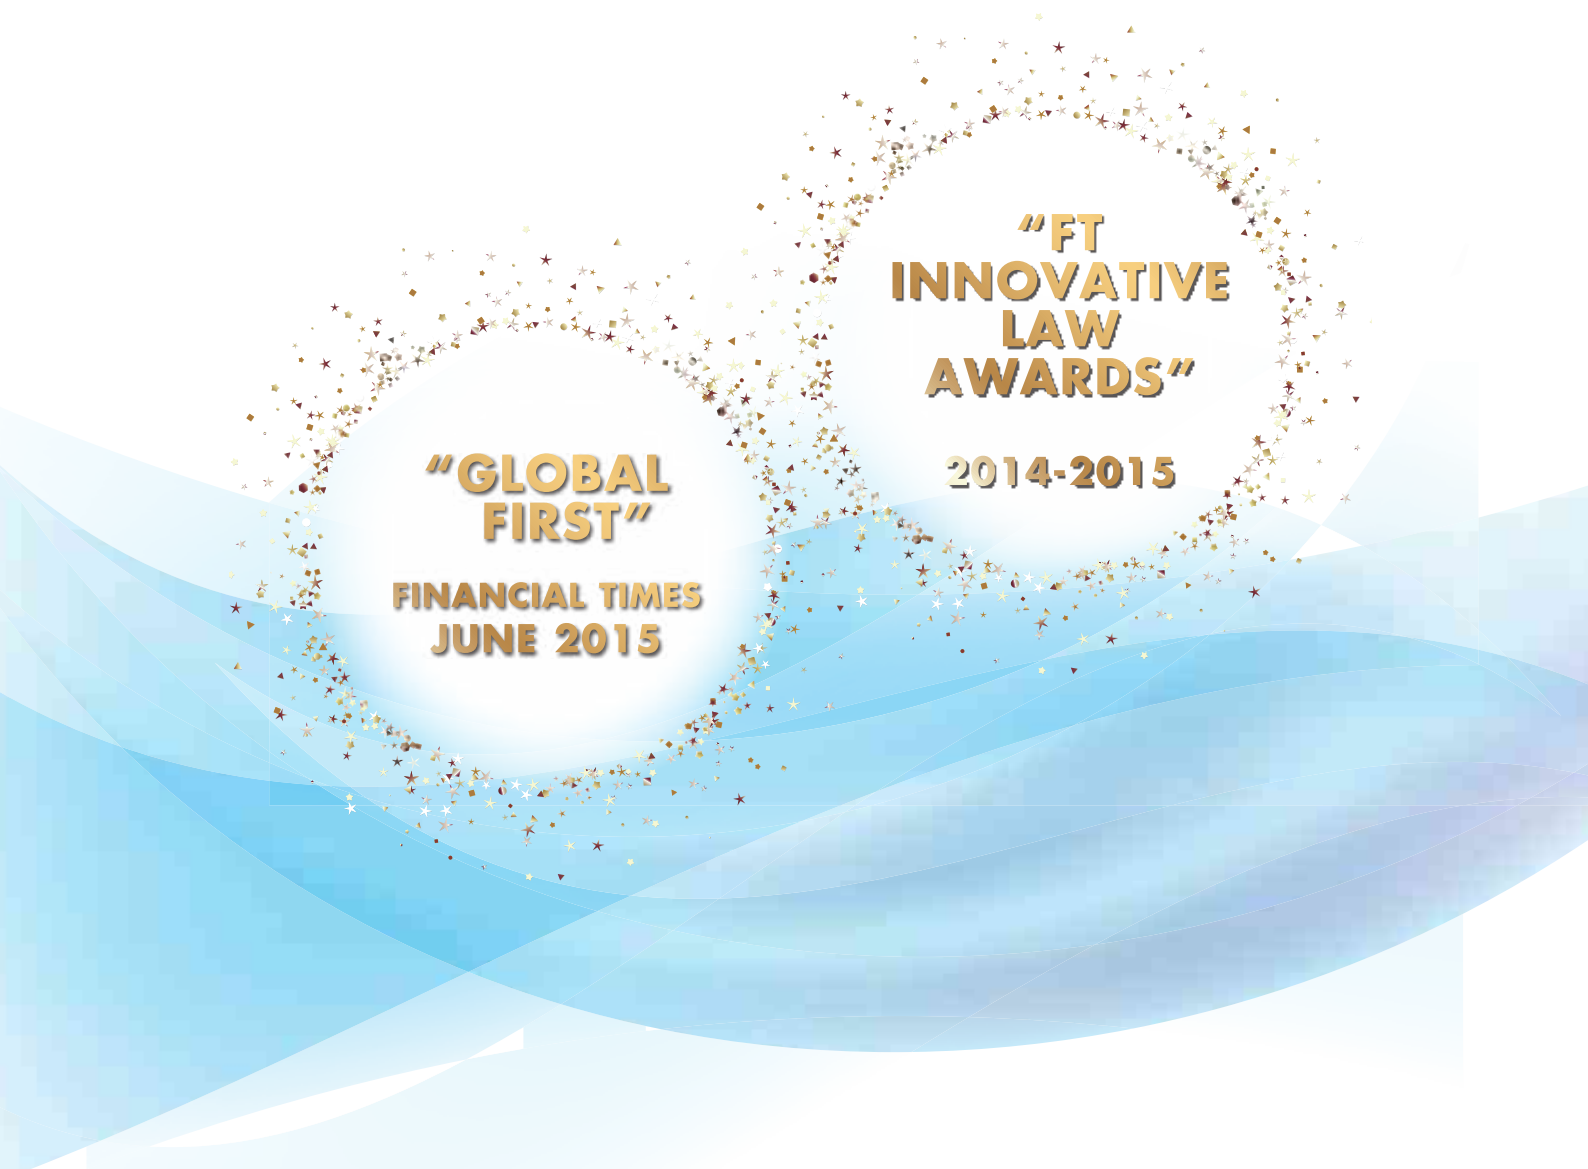 “GLOBAL
FIRST”
FINANCIAL TIMES
JUNE 2015
“FT
INNOVATIVE
LAW
AWARDS”
2014-2015